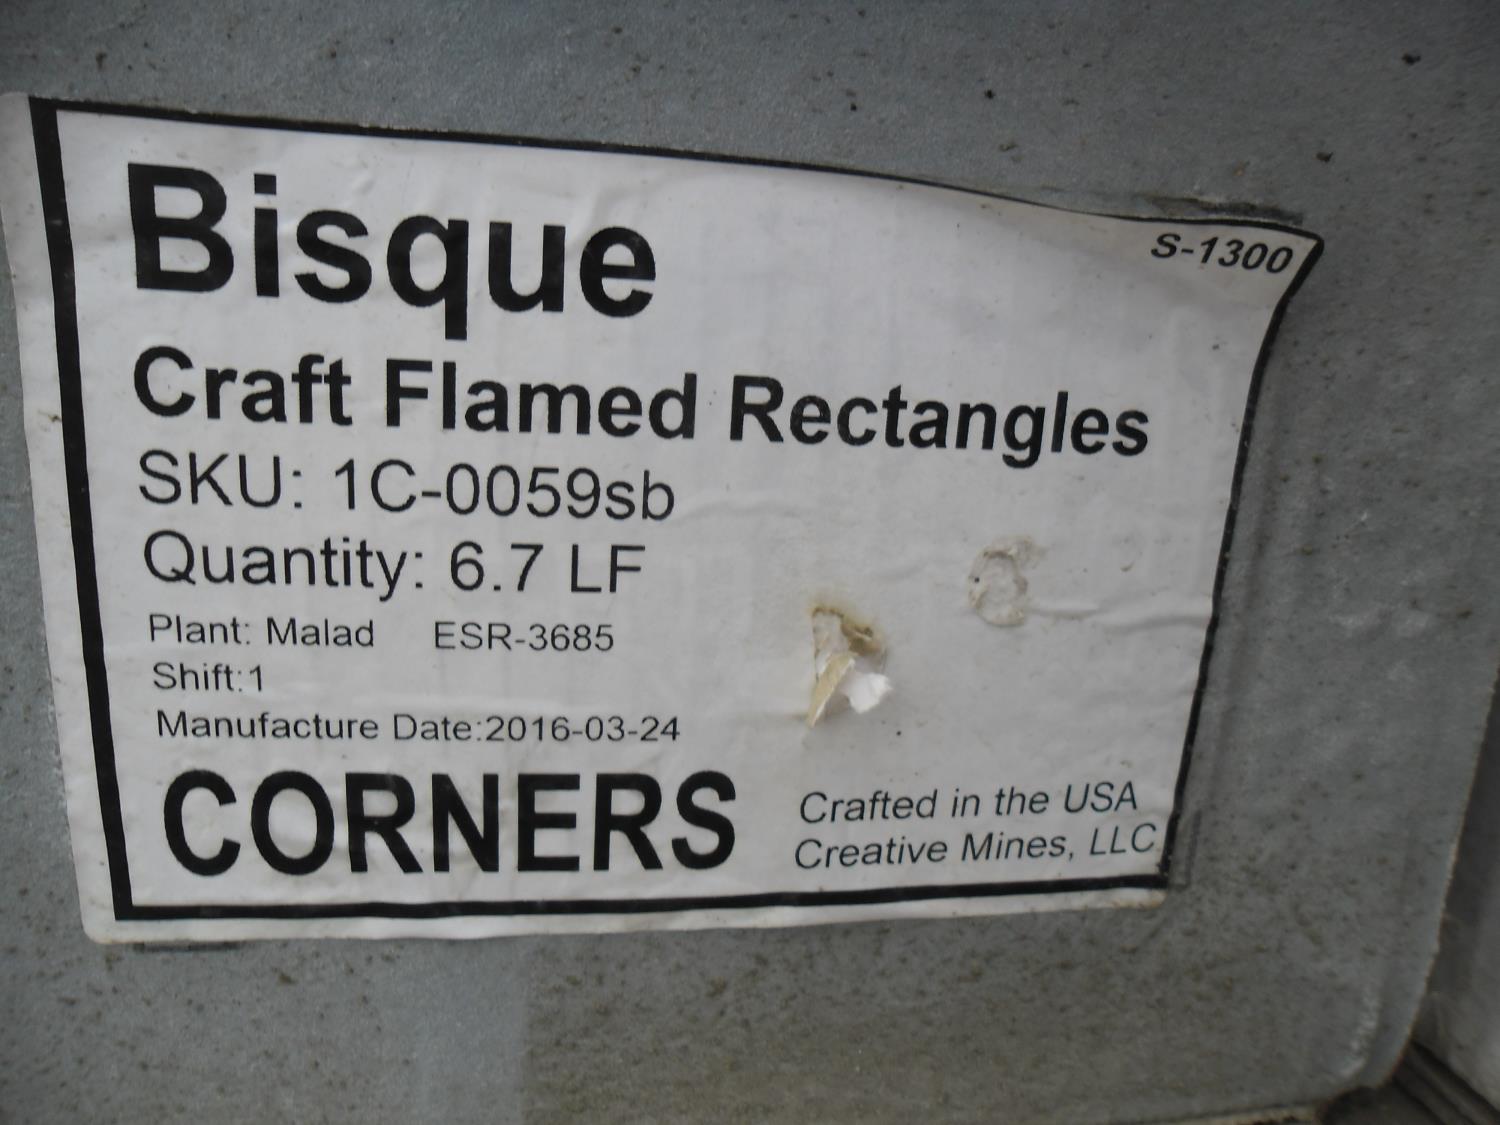 Bisque
S-1300
Craft Flamed Rectangles
SKU: 1C-0059sb
Quantity: 6.7 LF
Plant: Malad ESR-3685
Shift:1
Manufacture Date:2016-03-24
CORNERS
Crafted in the USA
Creative Mines, LLC